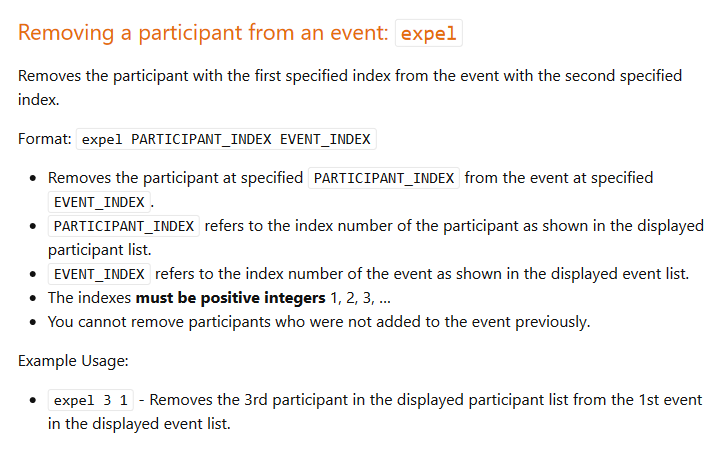 Removing a participant from an event: expel
Removes the participant with the first specified index from the event with the second specified
index.
Format: expel PARTICIPANT_INDEX EVENT_INDEX
• Removes the participant at specified PARTICIPANT_INDEX from the event at specified
EVENT_INDEX.
• PARTICIPANT_INDEX refers to the index number of the participant as shown in the displayed
participant list.
• EVENT_INDEX refers to the index number of the event as shown in the displayed event list.
• The indexes must be positive integers 1, 2, 3, ...
• You cannot remove participants who were not added to the event previously.
Example Usage:
• expel 3 1 - Removes the 3rd participant in the displayed participant list from the 1st event
in the displayed event list.